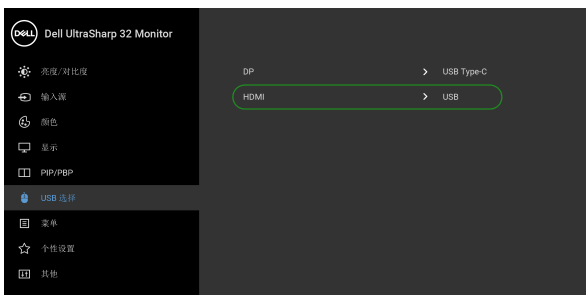 DELL Dell UltraSharp 32 Monitor
亮度/对比度
DP USB Type-C
输入源
HDMI USB
颜色
显示
PIP/PBP
USB 选择
菜单
个性设置
其他